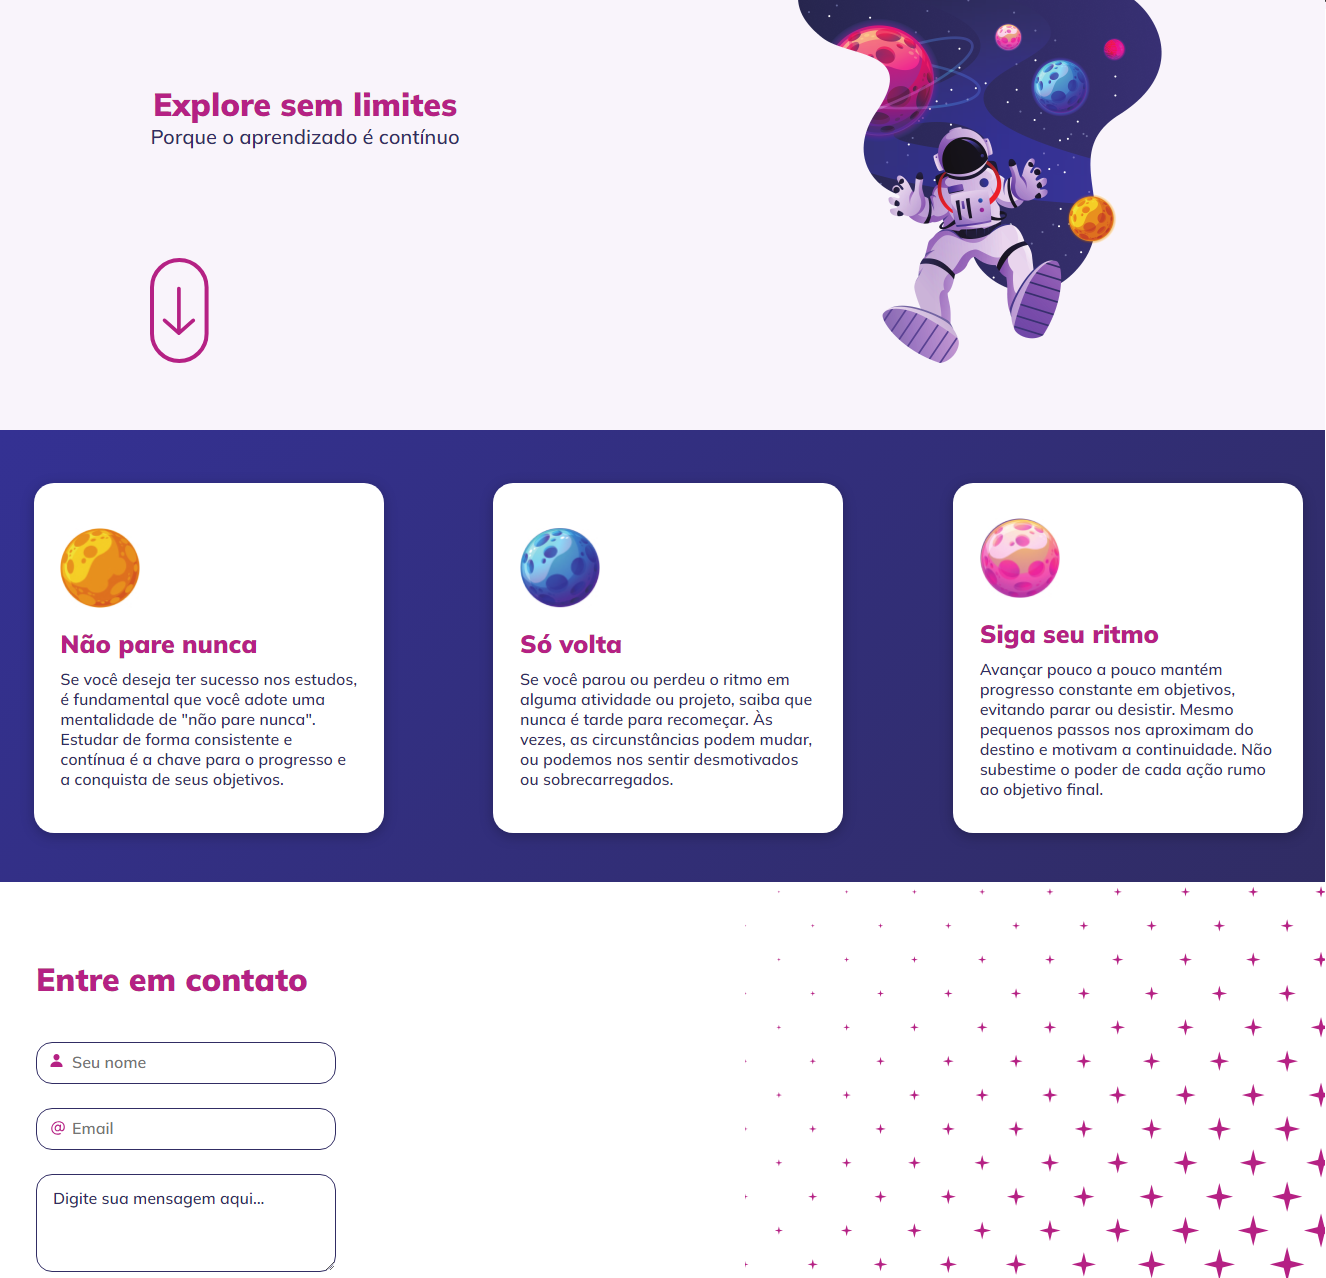 Explore sem limites
Porque o aprendizado é contínuo
Não pare nunca
Se você deseja ter sucesso nos estudos,
é fundamental que você adote uma
mentalidade de "não pare nunca".
Estudar de forma consistente e
contínua é a chave para o progresso e
a conquista de seus objetivos.
Só volta
Se você parou ou perdeu o ritmo em
alguma atividade ou projeto, saiba que
nunca é tarde para recomeçar. Às
vezes, as circunstâncias podem mudar,
ou podemos nos sentir desmotivados
ou sobrecarregados.
Siga seu ritmo
Avançar pouco a pouco mantém
progresso constante em objetivos,
evitando parar ou desistir. Mesmo
pequenos passos nos aproximam do
destino e motivam a continuidade. Não
subestime o poder de cada ação rumo
ao objetivo final.
Entre em contato
Seu nome
@ Email
Digite sua mensagem aqui...